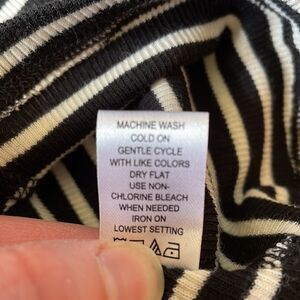 MACHINE WASH
COLD ON
GENTLE CYCLE
WITH LIKE COLORS
DRY FLAT
USE NON-
CHLORINE BLEACH
WHEN NEEDED
IRON ON
LOWEST SETTING